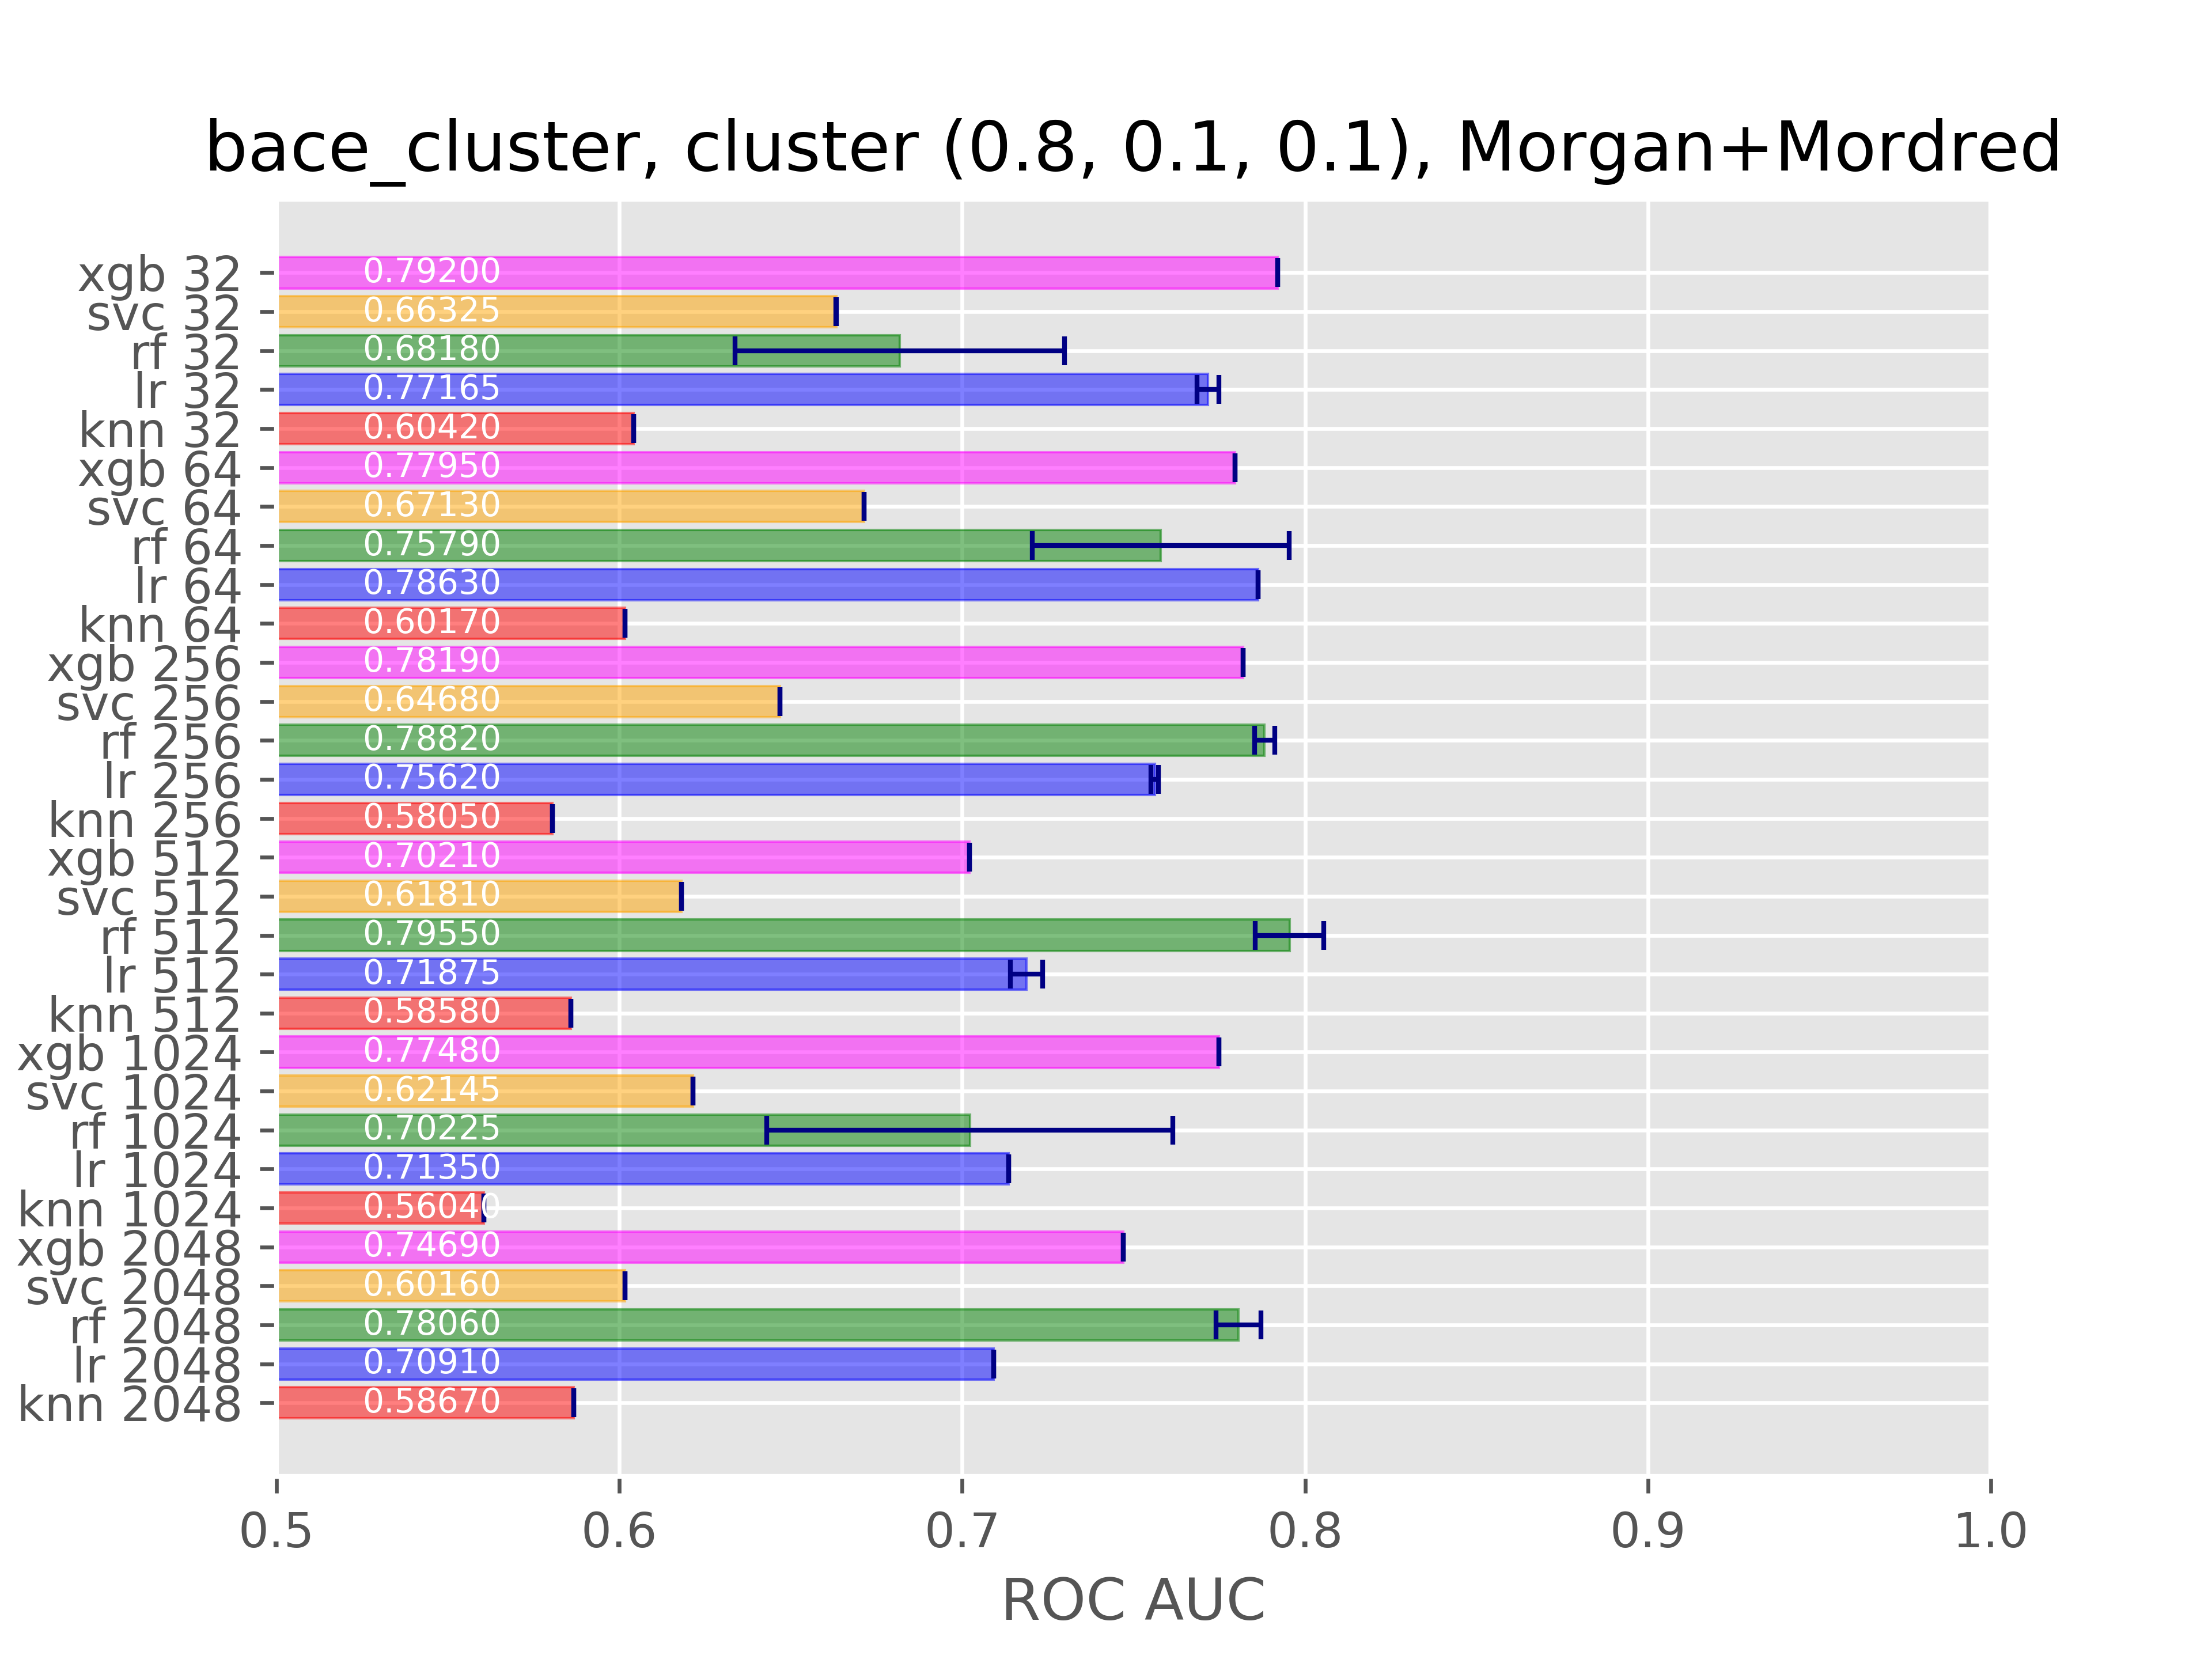 bace_cluster, cluster (0.8, 0.1, 0.1), Morgan+Mordred
xgb 32 0.79200
svc 32 0.66325
rf 32 0.68180
lr 32 0.77165
knn 32 0.60420
xgb 64 0.77950
svc 64 0.67130
rf 64 0.75790
lr 64 0.78630
knn 64 0.60170
xgb 256 0.78190
svc 256 0.64680
rf 256 0.78820
lr 256 0.75620
knn 256 0.58050
xgb 512 0.70210
svc 512 0.61810
rf 512 0.79550
lr 512 0.71875
knn 512 0.58580
xgb 1024 0.77480
svc 1024 0.62145
rf 1024 0.70225
lr 1024 0.71350
knn 1024 0.56040
xgb 2048 0.74690
svc 2048 0.60160
rf 2048 0.78060
lr 2048 0.70910
knn 2048 0.58670
0.5 0.6 0.7 0.8 0.9 1.0
ROC AUC